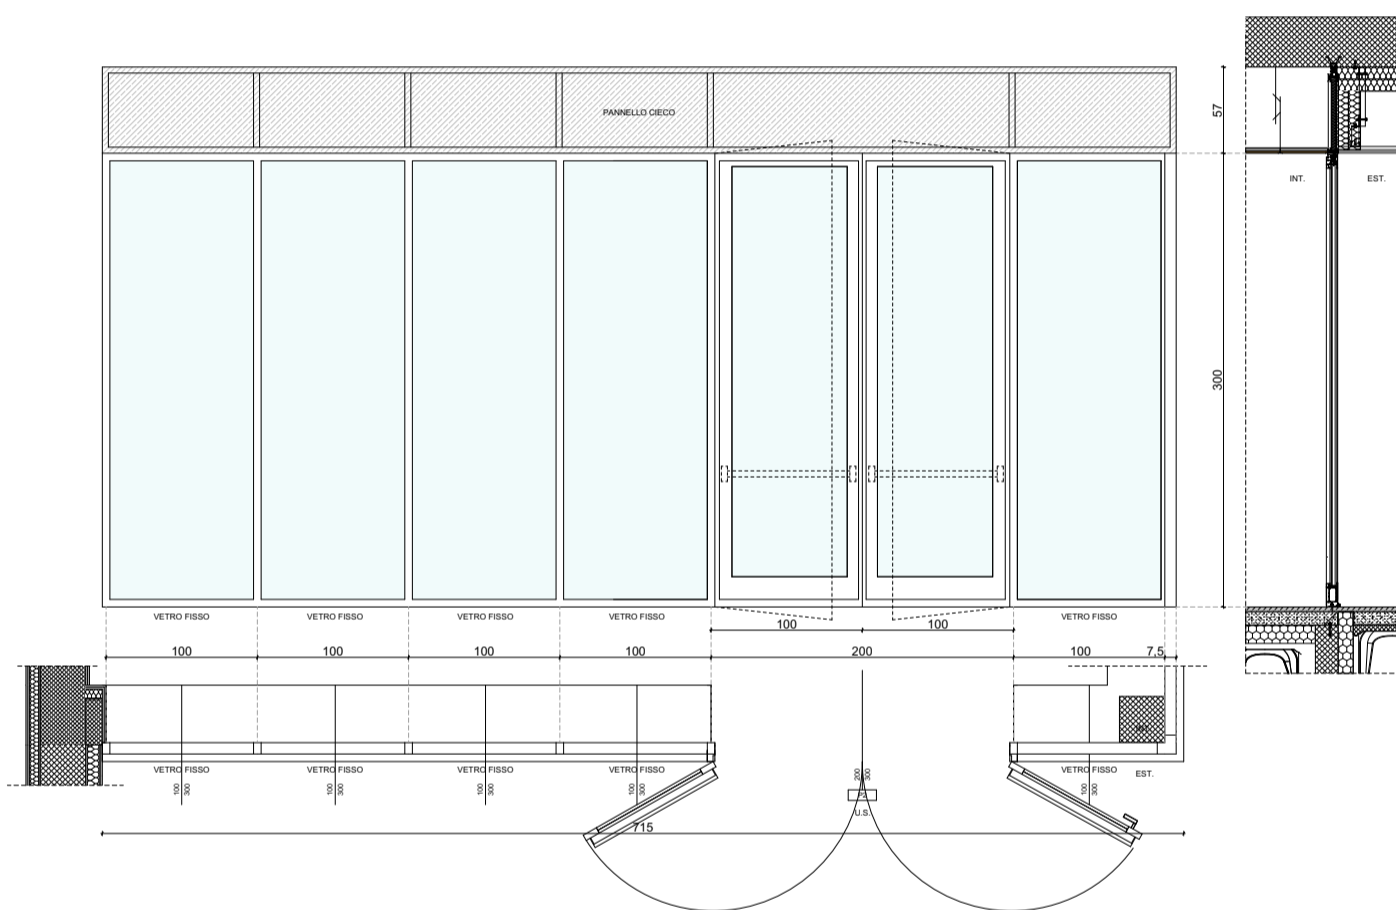 PANNELLO CIECO
57
INT. EST.
300
VETRO FISSO VETRO FISSO VETRO FISSO VETRO FISSO VETRO FISSO
100 100
100 100 100 100 200 100 7,5
INT.
VETRO FISSO VETRO FISSO VETRO FISSO VETRO FISSO VETRO FISSO EST.
100 300 100 300 100 300 100 300 200 300 100 300
P2
U.S.
715